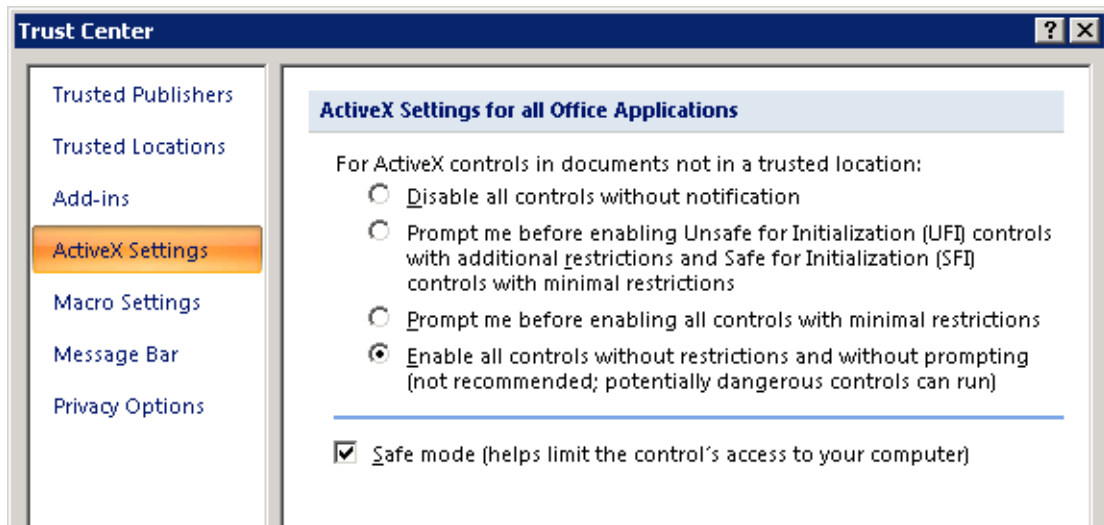 Trust Center
Trusted Publishers
Trusted Locations
Add-ins
ActiveX Settings
Macro Settings
Message Bar
Privacy Options
ActiveX Settings for all Office Applications
For ActiveX controls in documents not in a trusted location:
Disable all controls without notification
Prompt me before enabling Unsafe for Initialization (UFI) controls
with additional restrictions and Safe for Initialization (SFI)
controls with minimal restrictions
Prompt me before enabling all controls with minimal restrictions
Enable all controls without restrictions and without prompting
(not recommended; potentially dangerous controls can run)
Safe mode (helps limit the control's access to your computer)